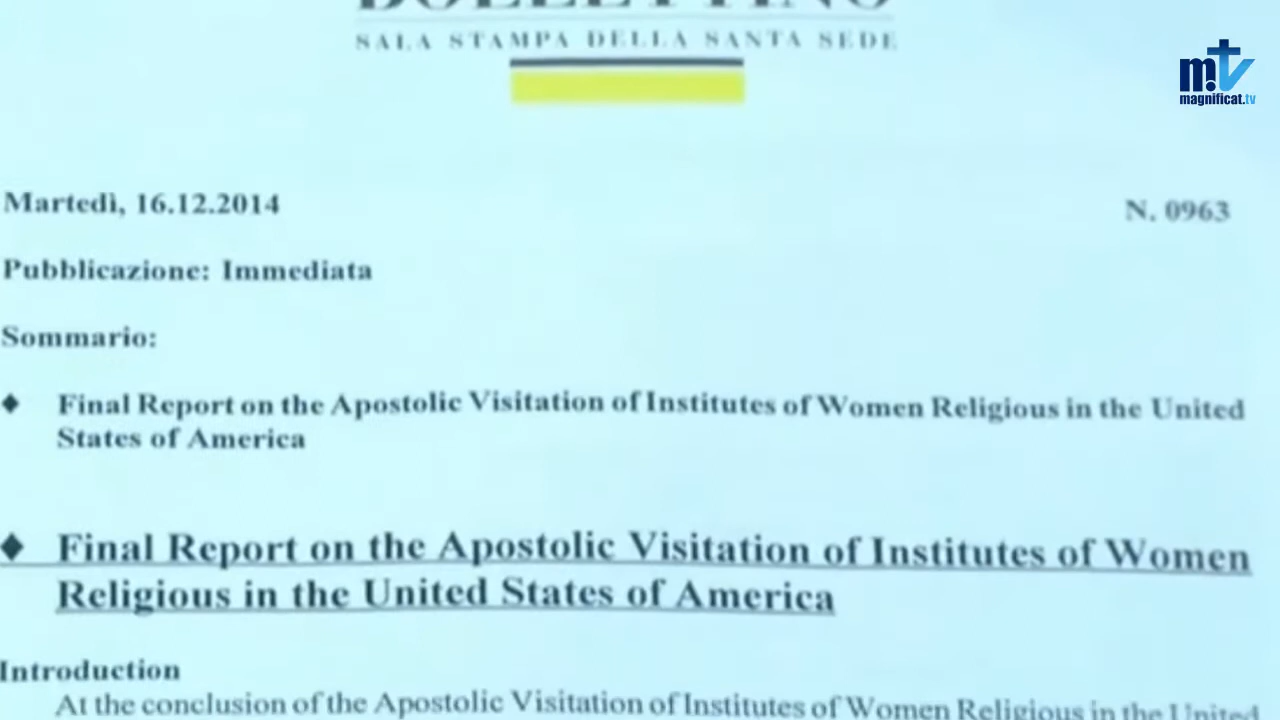 BOLLETTINO
SALA STAMPA DELLA SANTA SEDE
mtv
magnificat.tv
Martedì, 16.12.2014
N. 0963
Pubblicazione: Immediata
Sommario:
♦ Final Report on the Apostolic Visitation of Institutes of Women Religious in the United
States of America
♦ Final Report on the Apostolic Visitation of Institutes of Women
Religious in the United States of America
Introduction
At the conclusion of the Apostolic Visitation of Institutes of Women Religious in the United